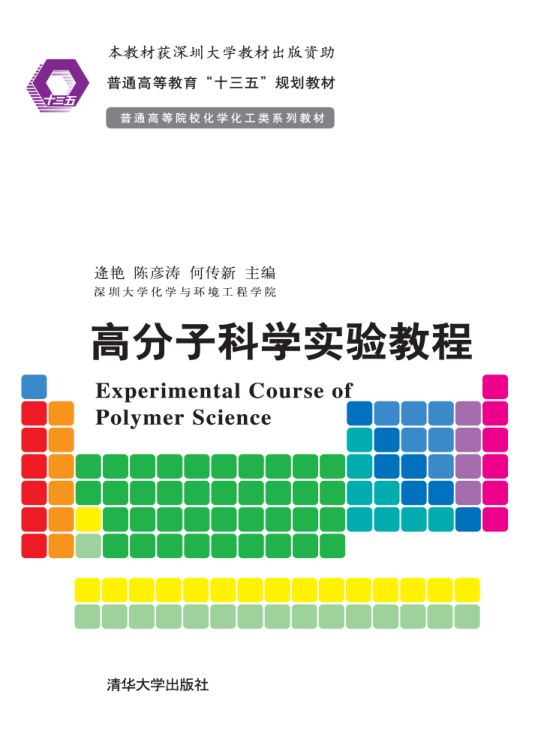 本教材获深圳大学教材出版资助
普通高等教育“十三五”规划教材
十三五
普通高等院校化学化工类系列教材
逄艳 陈彦涛 何传新 主编
深圳大学化学与环境工程学院
高分子科学实验教程
Experimental Course of
Polymer Science
清华大学出版社